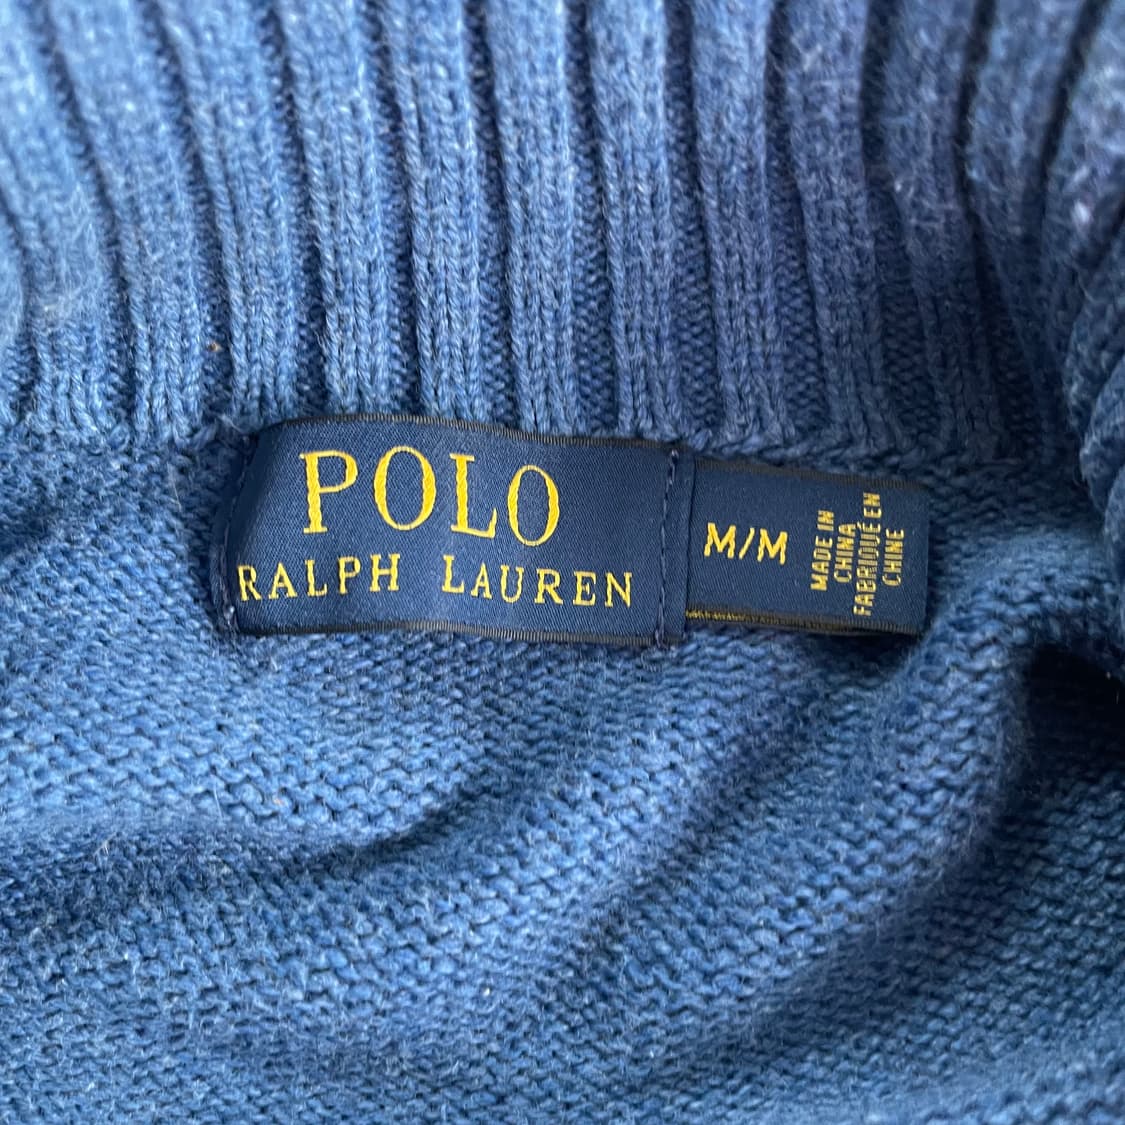 POLO
RALPH LAUREN
M/M
MADE IN
CHINA
FABRIQUÉ EN
CHINE